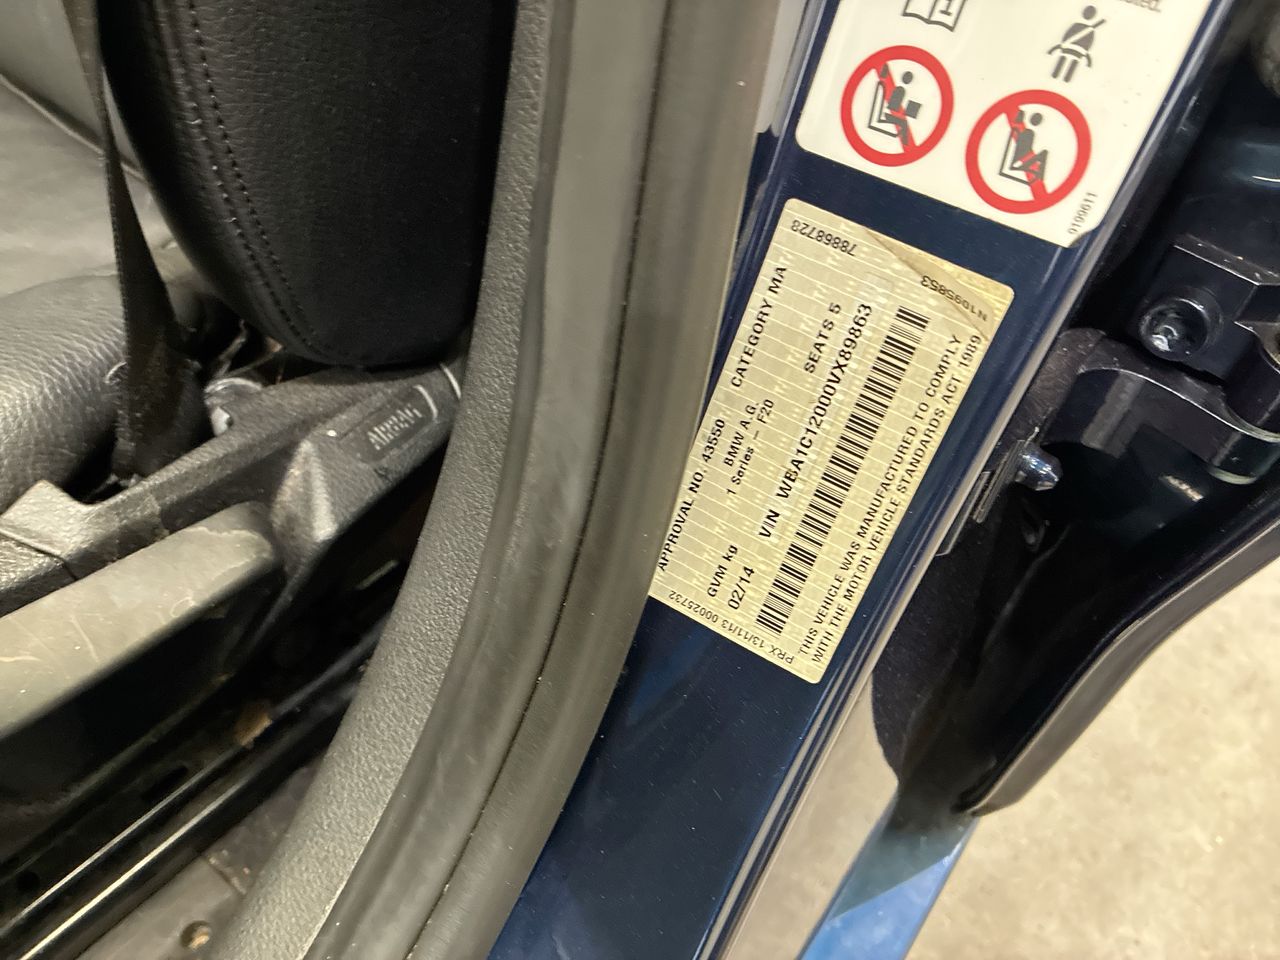 0199611
78868723
N1095853
APPROVAL NO. 43550 CATEGORY MA
BMW A.G.
1 Series - F20 SEATS 5
GVM kg
02/14 VIN WBA1C12000VX89863
THIS VEHICLE WAS MANUFACTURED TO COMPLY
WITH THE MOTOR VEHICLE STANDARDS ACT 1989
PRX 13/11/13 00025732
AIRBAG